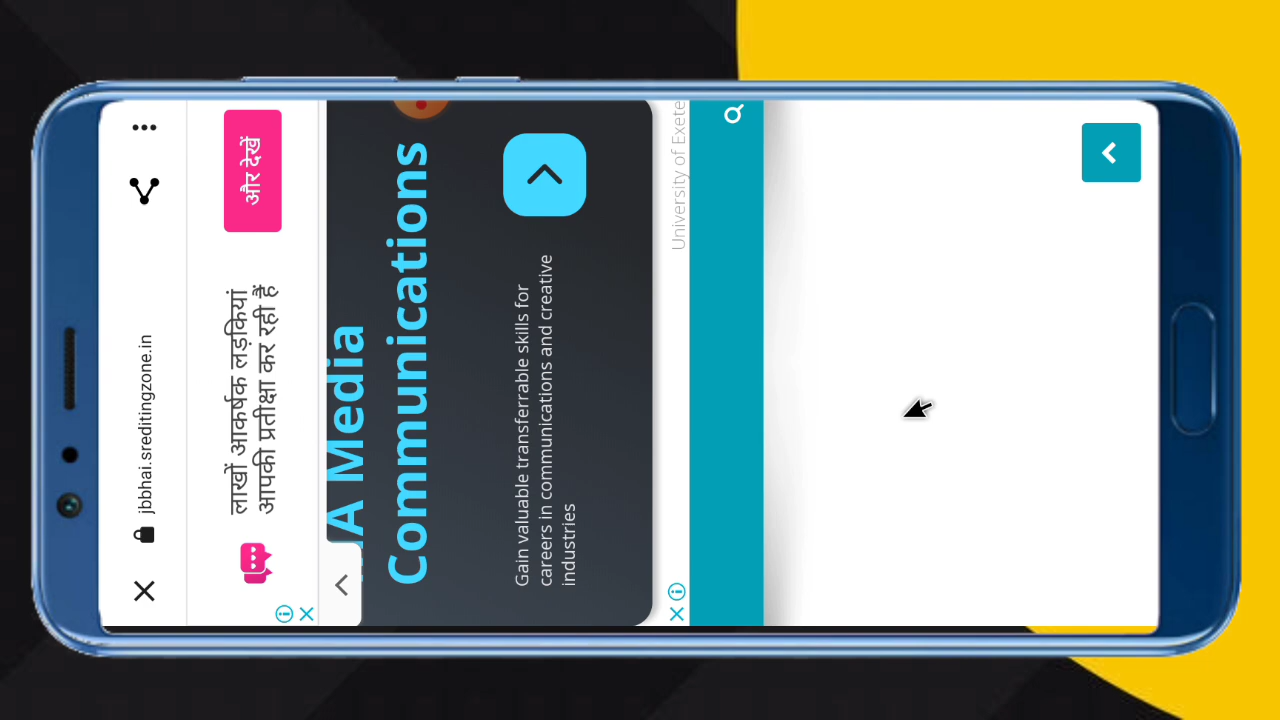 jbbhai.sreditingzone.in
लाखों आकर्षक लड़कियां
आपकी प्रतीक्षा कर रही हैं
और देखें
A Media
Communications
Gain valuable transferrable skills for
careers in communications and creative
industries
University of Exete